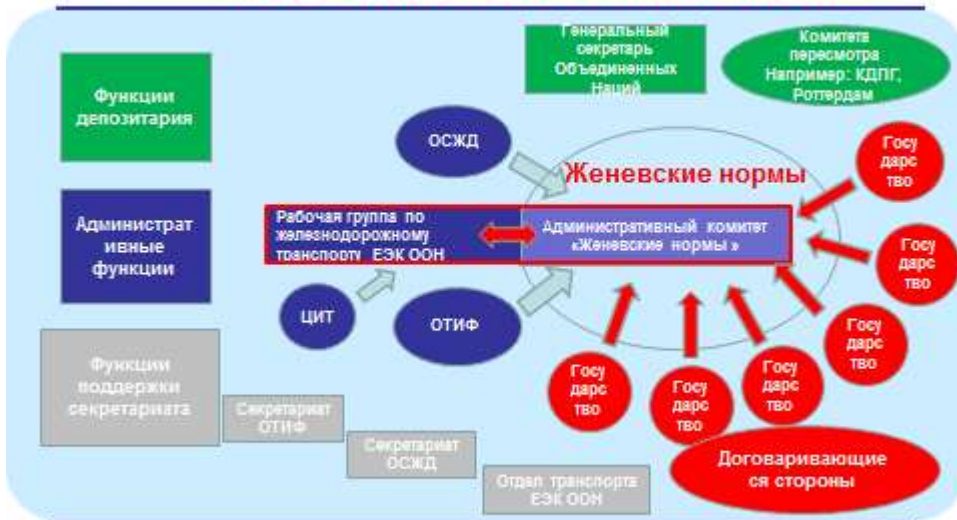 Генеральный
секретарь
Объединенных
Наций
Комитета
пересмотра
Например: КДПГ,
Роттердам
Функции
депозитария
ОСЖД
Госу
дарс
тво
Женевские нормы
Административ
ивные
функции
Рабочая группа по
железнодорожному
транспорту ЕЭК ООН
Административный комитет
«Женевские нормы »
Госу
дарс
тво
ЦИТ
ОТИФ
Госу
дарс
тво
Функции
поддержки
секретариата
Госу
дарс
тво
Госу
дарс
тво
Госу
дарс
тво
Секретариат
ОТИФ
Секретариат
ОСЖД
Отдел транспорта
ЕЭК ООН
Договаривающие
ся стороны